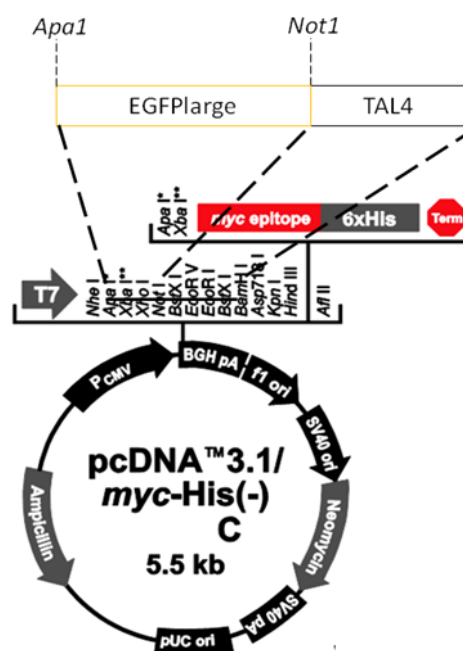 Apa1 Not1
EGFPlarge TAL4
Apa I*
Xba I**
myc epitope 6xHis Term
T7
Nhe I
Apa I*
Xba I**
Xho I
Not I
BstX I
EcoR V
EcoR I
BstX I
BamH I
Asp718 I
Kpn I
Hind III
Afl II
PCMV
BGH pA
f1 ori
SV40 ori
Neomycin
SV40 pA
pUC ori
Ampicillin
pcDNA™3.1/
myc-His(-)
C
5.5 kb